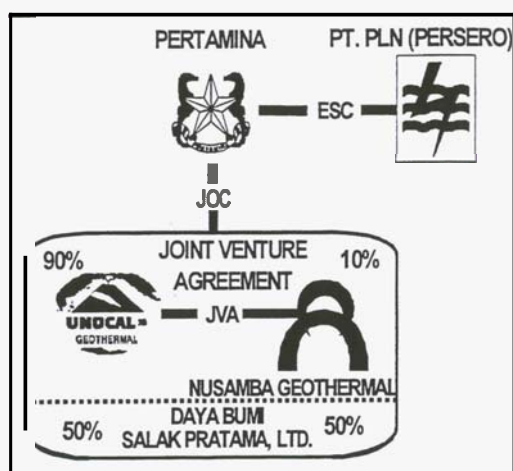 PERTAMINA PT. PLN (PERSERO)
ESC
JOC
90% JOINT VENTURE 10%
AGREEMENT
UNOCAL
GEOTHERMAL
JVA
NUSAMBA GEOTHERMAL
50% DAYA BUMI 50%
SALAK PRATAMA, LTD.